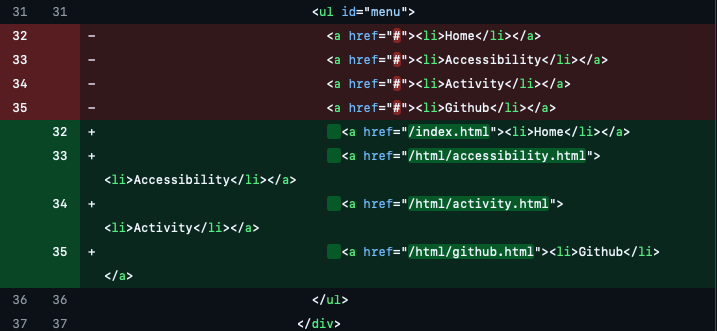 31 31 <ul id="menu">
32 - <a href="#"><li>Home</li></a>
33 - <a href="#"><li>Accessibility</li></a>
34 - <a href="#"><li>Activity</li></a>
35 - <a href="#"><li>Github</li></a>
32 + <a href="/index.html"><li>Home</li></a>
33 + <a href="/html/accessibility.html">
<li>Accessibility</li></a>
34 + <a href="/html/activity.html">
<li>Activity</li></a>
35 + <a href="/html/github.html"><li>Github</li>
</a>
36 36 </ul>
37 37 </div>